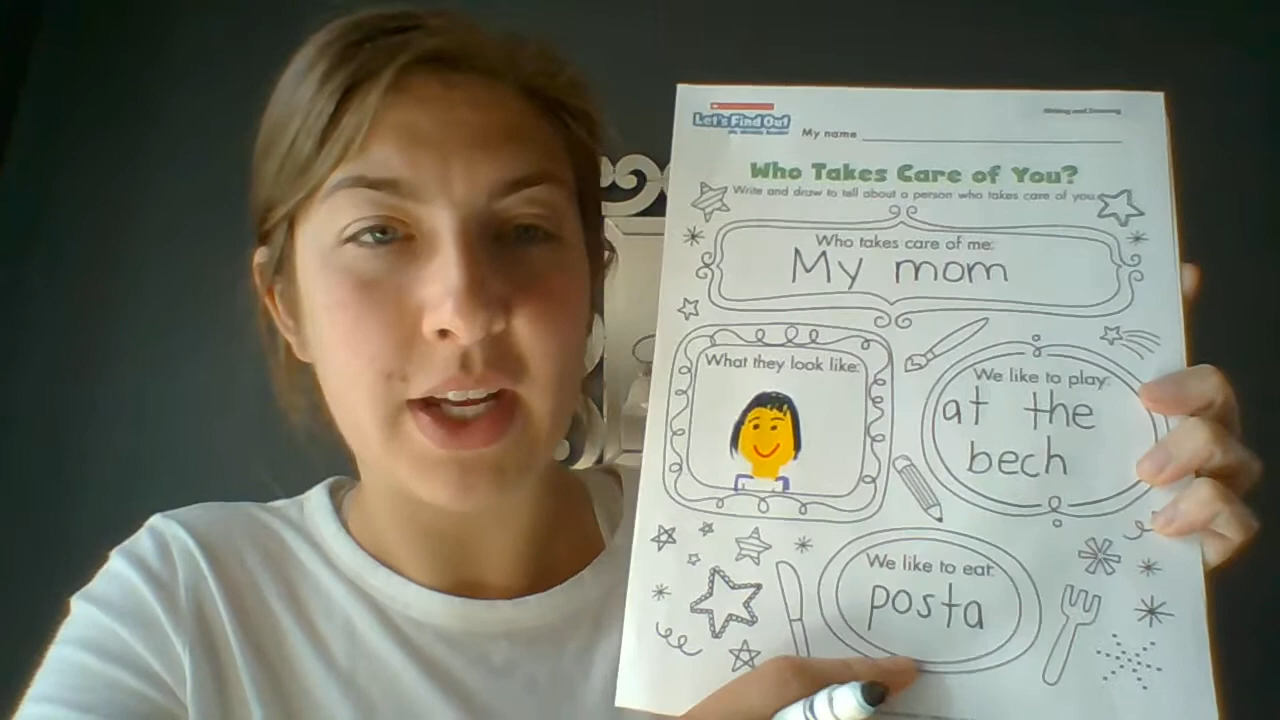 Let's Find Out
My name
Who Takes Care of You?
Write and draw to tell about a person who takes care of you.
Who takes care of me:
My mom
What they look like:
We like to play:
at the
bech
We like to eat:
posta